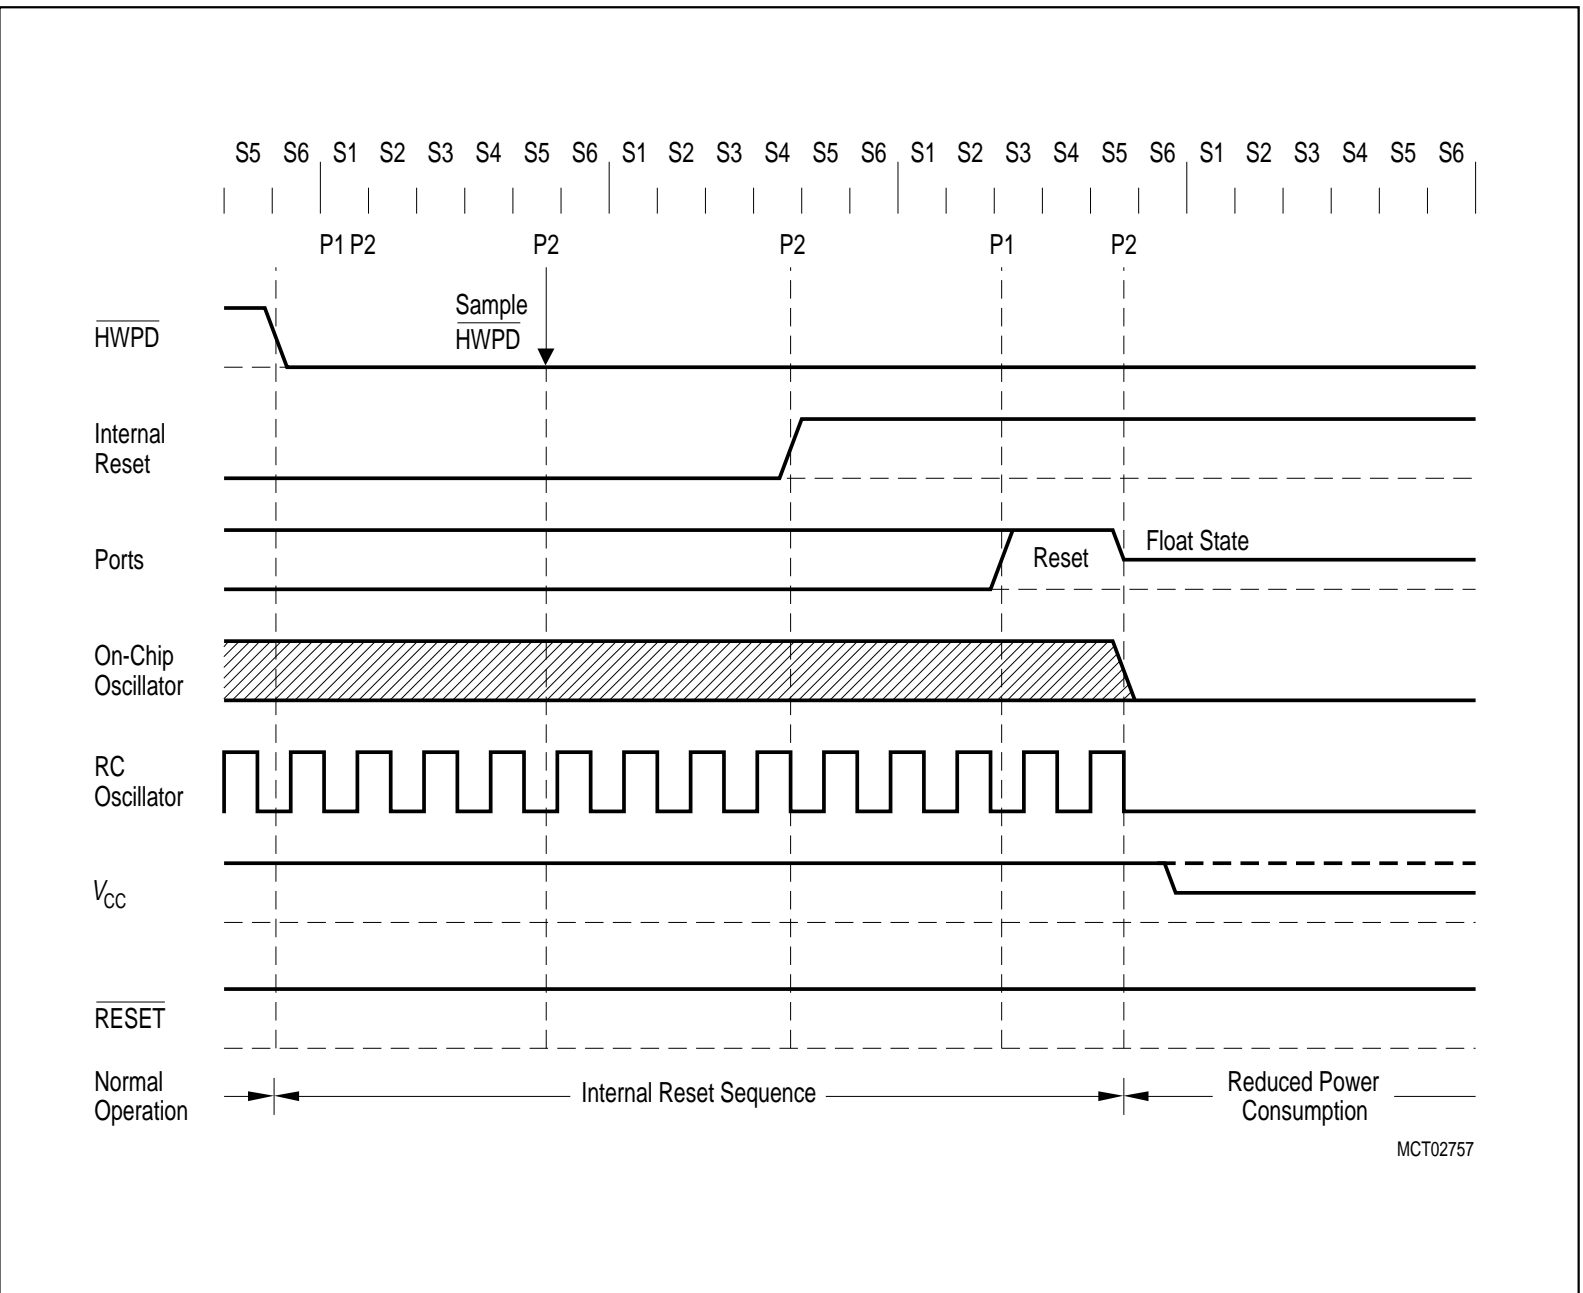 S5 S6 S1 S2 S3 S4 S5 S6 S1 S2 S3 S4 S5 S6 S1 S2 S3 S4 S5 S6 S1 S2 S3 S4 S5 S6
P1 P2 P2 P2 P1 P2
HWPD
Sample
HWPD
Internal
Reset
Ports
Reset
Float State
On-Chip
Oscillator
RC
Oscillator
VCC
RESET
Normal
Operation
Internal Reset Sequence
Reduced Power
Consumption
MCT02757